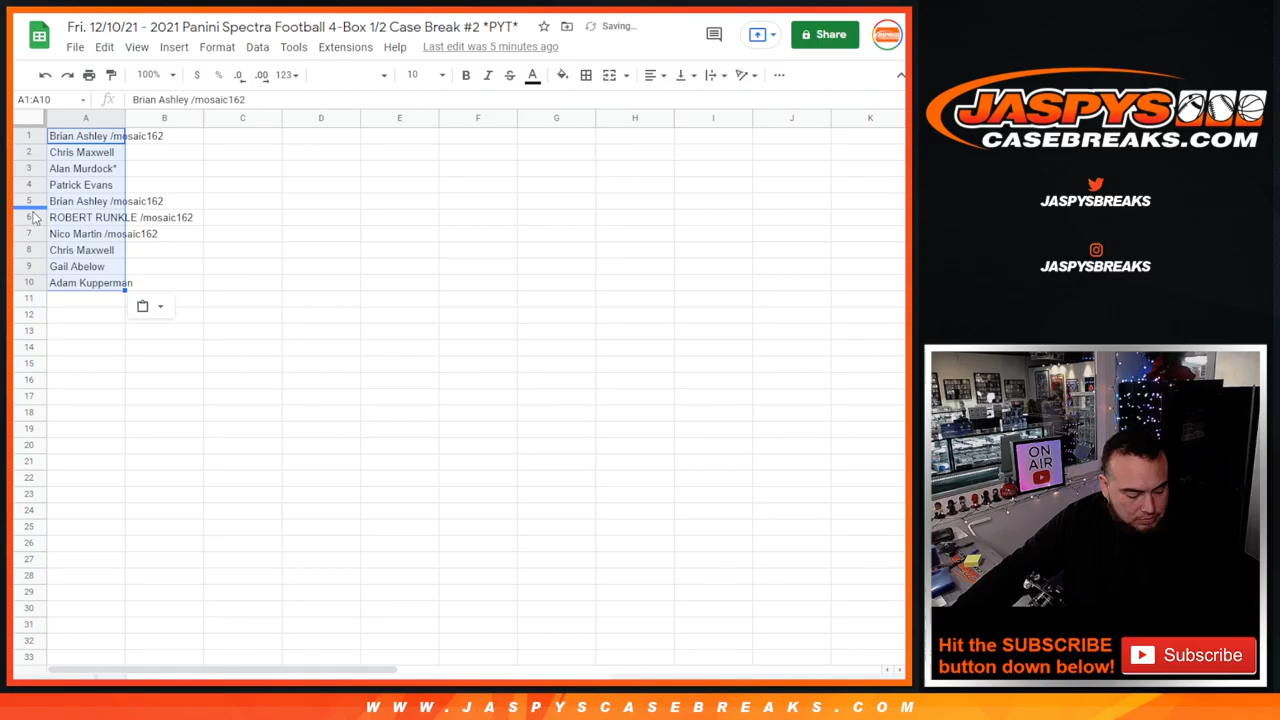 Fri. 12/10/21 - 2021 Panini Spectra Football 4-Box 1/2 Case Break #2 *PYT*
Saving...
File Edit View Insert Format Data Tools Extensions Help Last edit was 5 minutes ago
Share
100% $ % .0 .00 123 10 B I S A
A1:A10 fx Brian Ashley /mosaic162
A B C D E F G H I J K
1 Brian Ashley /mosaic162
2 Chris Maxwell
3 Alan Murdock*
4 Patrick Evans
5 Brian Ashley /mosaic162
6 ROBERT RUNKLE /mosaic162
7 Nico Martin /mosaic162
8 Chris Maxwell
9 Gail Abelow
10 Adam Kupperman
11
12
13
14
15
16
17
18
19
20
21
22
23
24
25
26
27
28
29
30
31
32
33
JASPYS
CASEBREAKS.COM
JASPYSBREAKS
JASPYSBREAKS
ON
AIR
Hit the SUBSCRIBE
button down below!
Subscribe
WWW.JASPYSCASEBREAKS.COM